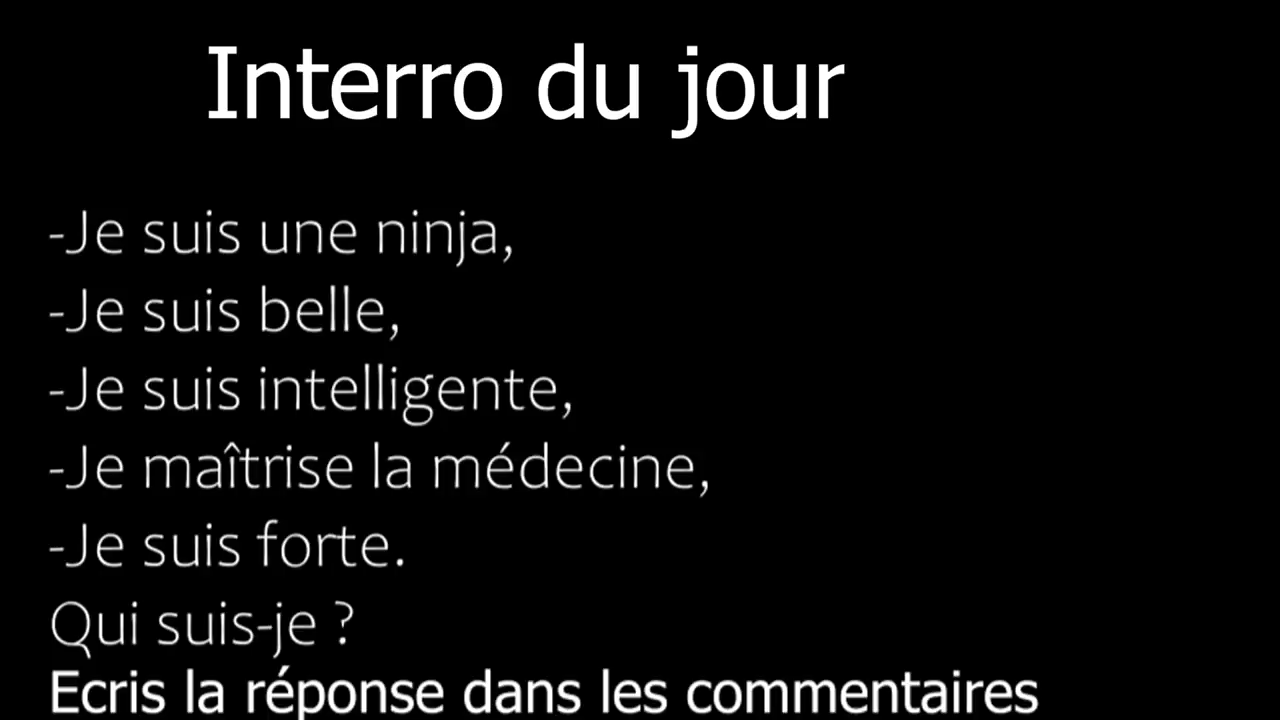 Interro du jour
-Je suis une ninja,
-Je suis belle,
-Je suis intelligente,
-Je maîtrise la médecine,
-Je suis forte.
Qui suis-je ?
Ecris la réponse dans les commentaires